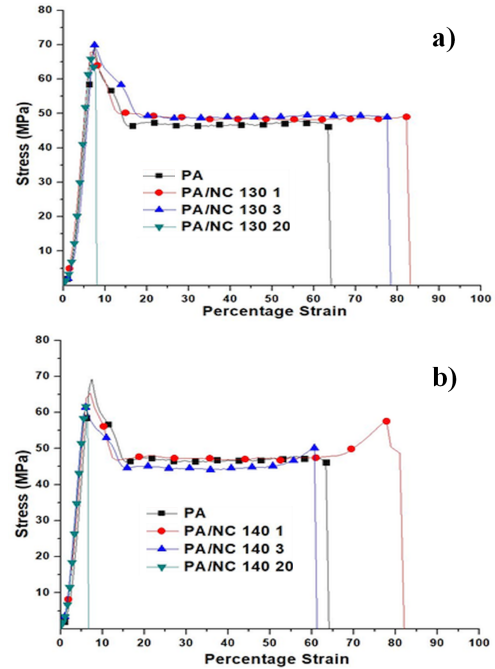 a)
80
70
60
50
40
30
20
10
Stress (MPa)
PA
PA/NC 130 1
PA/NC 130 3
PA/NC 130 20
0 10 20 30 40 50 60 70 80 90 100
Percentage Strain
b)
80
70
60
50
40
30
20
10
0
Stress (MPa)
PA
PA/NC 140 1
PA/NC 140 3
PA/NC 140 20
0 10 20 30 40 50 60 70 80 90 100
Percentage Strain